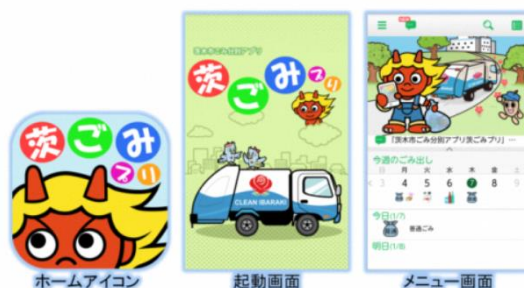 茨ごみ
プリ
ホームアイコン
茨木市ごみ分別アプリ
茨ごみ
プリ
CLEAN IBARAKI
起動画面
「茨木市ごみ分別アプリ茨ごみプリ」…
今週のごみ出し
日 月 火 水 木 金 土
3 4 5 6 7 8 9
今日(1/7)
普通ごみ
明日(1/8)
メニュー画面